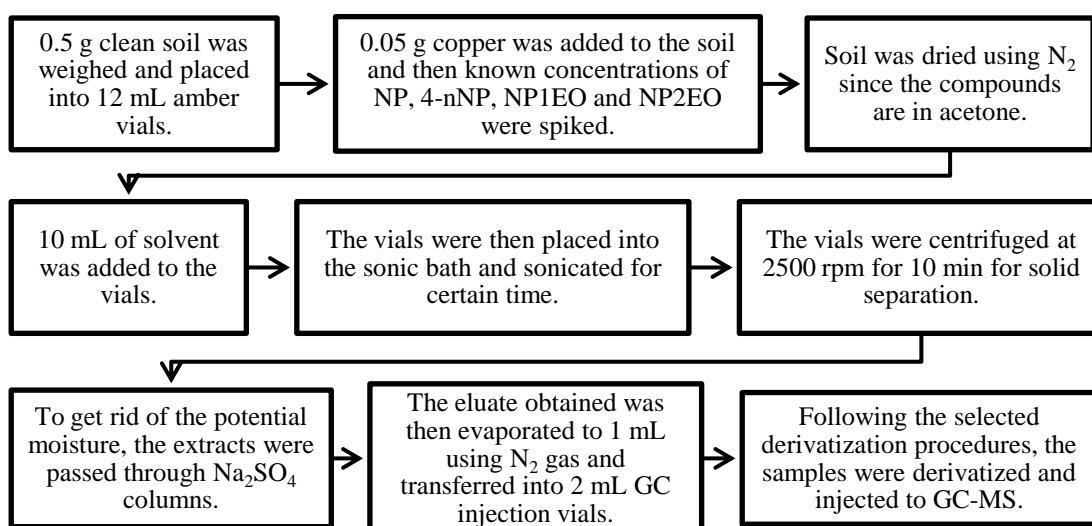 0.5 g clean soil was
weighed and placed
into 12 mL amber
vials.
0.05 g copper was added to the soil
and then known concentrations of
NP, 4-nNP, NP1EO and NP2EO
were spiked.
Soil was dried using N₂
since the compounds
are in acetone.
10 mL of solvent
was added to the
vials.
The vials were then placed into
the sonic bath and sonicated for
certain time.
The vials were centrifuged at
2500 rpm for 10 min for solid
separation.
To get rid of the potential
moisture, the extracts were
passed through Na₂SO₄
columns.
The eluate obtained was
then evaporated to 1 mL
using N₂ gas and
transferred into 2 mL GC
injection vials.
Following the selected
derivatization procedures, the
samples were derivatized and
injected to GC-MS.